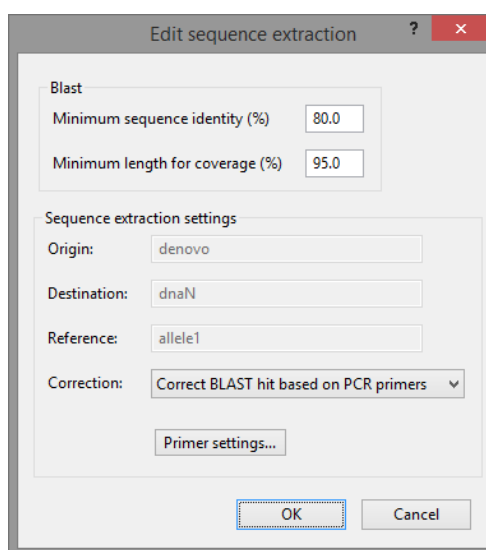 Edit sequence extraction ? ×
Blast
Minimum sequence identity (%) 80.0
Minimum length for coverage (%) 95.0
Sequence extraction settings
Origin: denovo
Destination: dnaN
Reference: allele1
Correction: Correct BLAST hit based on PCR primers
Primer settings...
OK Cancel